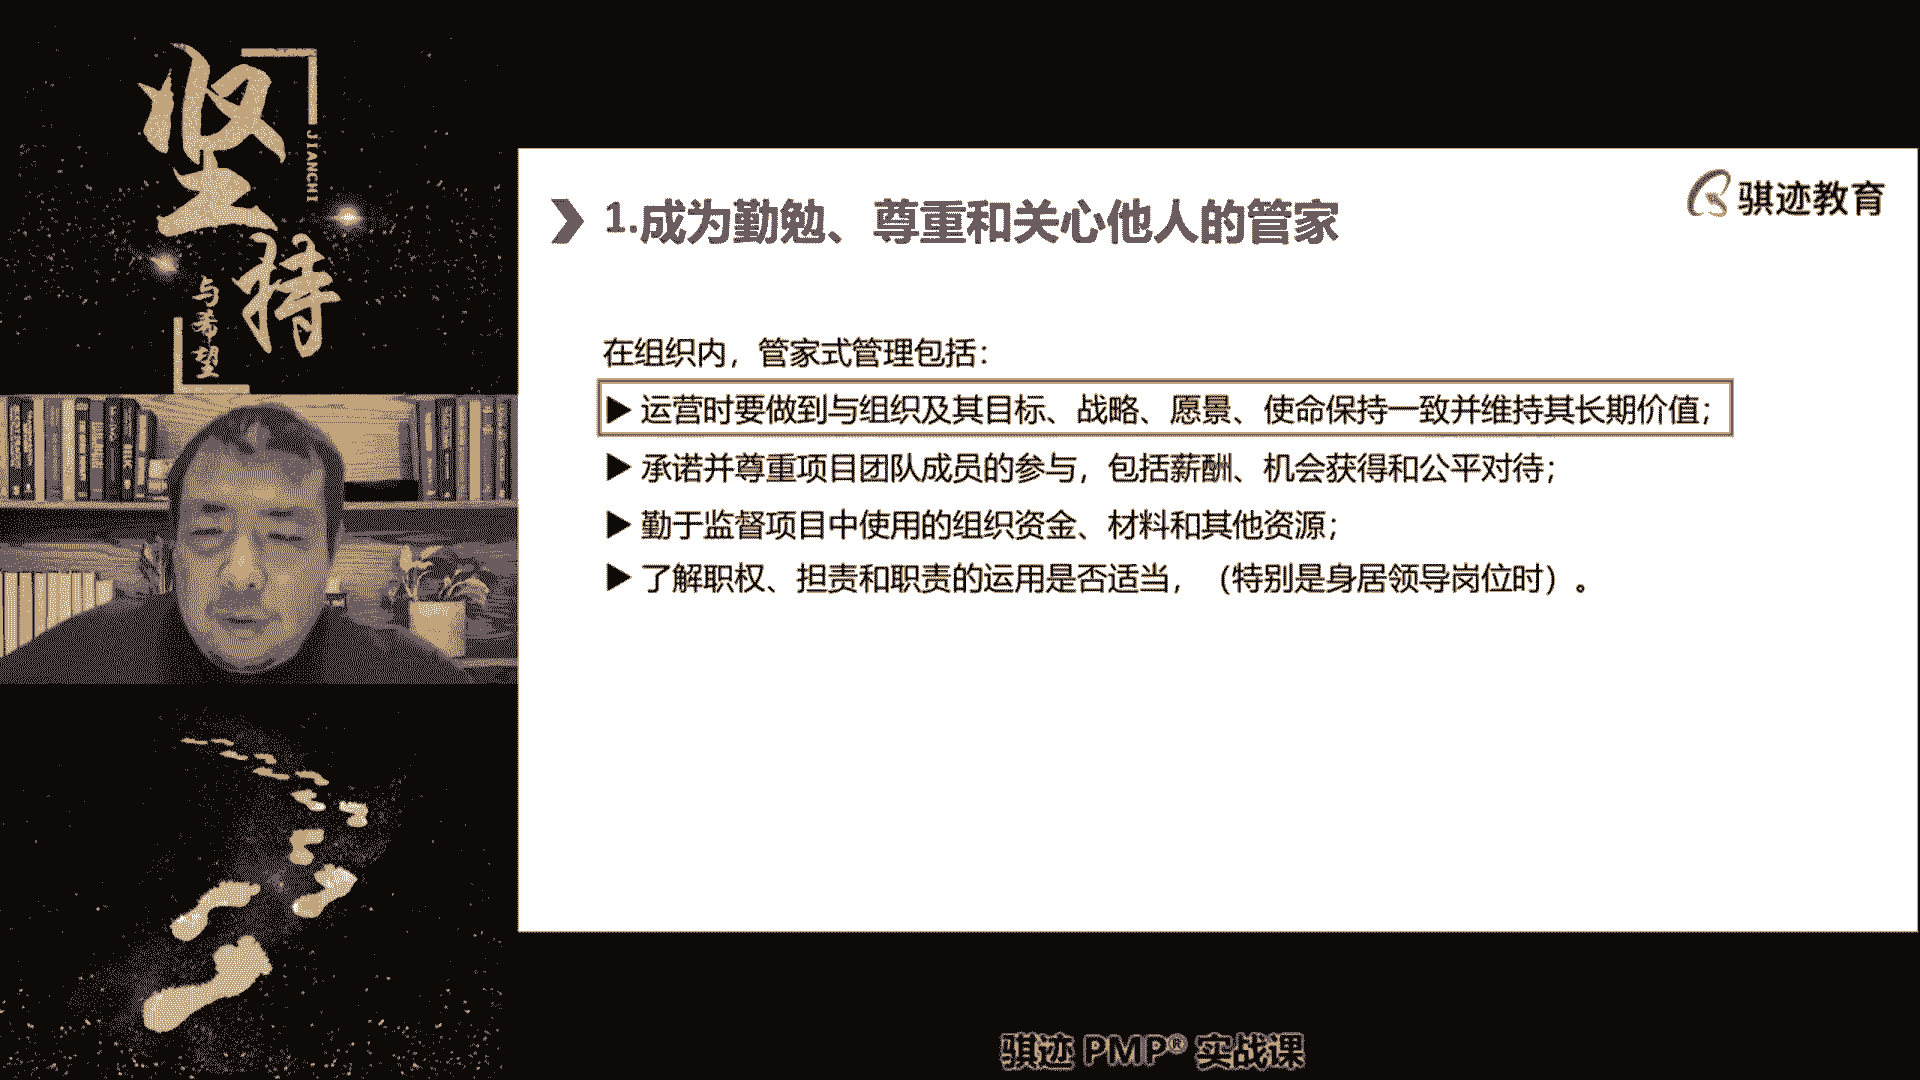 坚持
JIANCHI
与希望
骐迹教育
1.成为勤勉、尊重和关心他人的管家
在组织内，管家式管理包括：
▶ 运营时要做到与组织及其目标、战略、愿景、使命保持一致并维持其长期价值；
▶ 承诺并尊重项目团队成员的参与，包括薪酬、机会获得和公平对待；
▶ 勤于监督项目中使用的组织资金、材料和其他资源；
▶ 了解职权、担责和职责的运用是否适当，（特别是身居领导岗位时）。
骐迹 PMP® 实战课